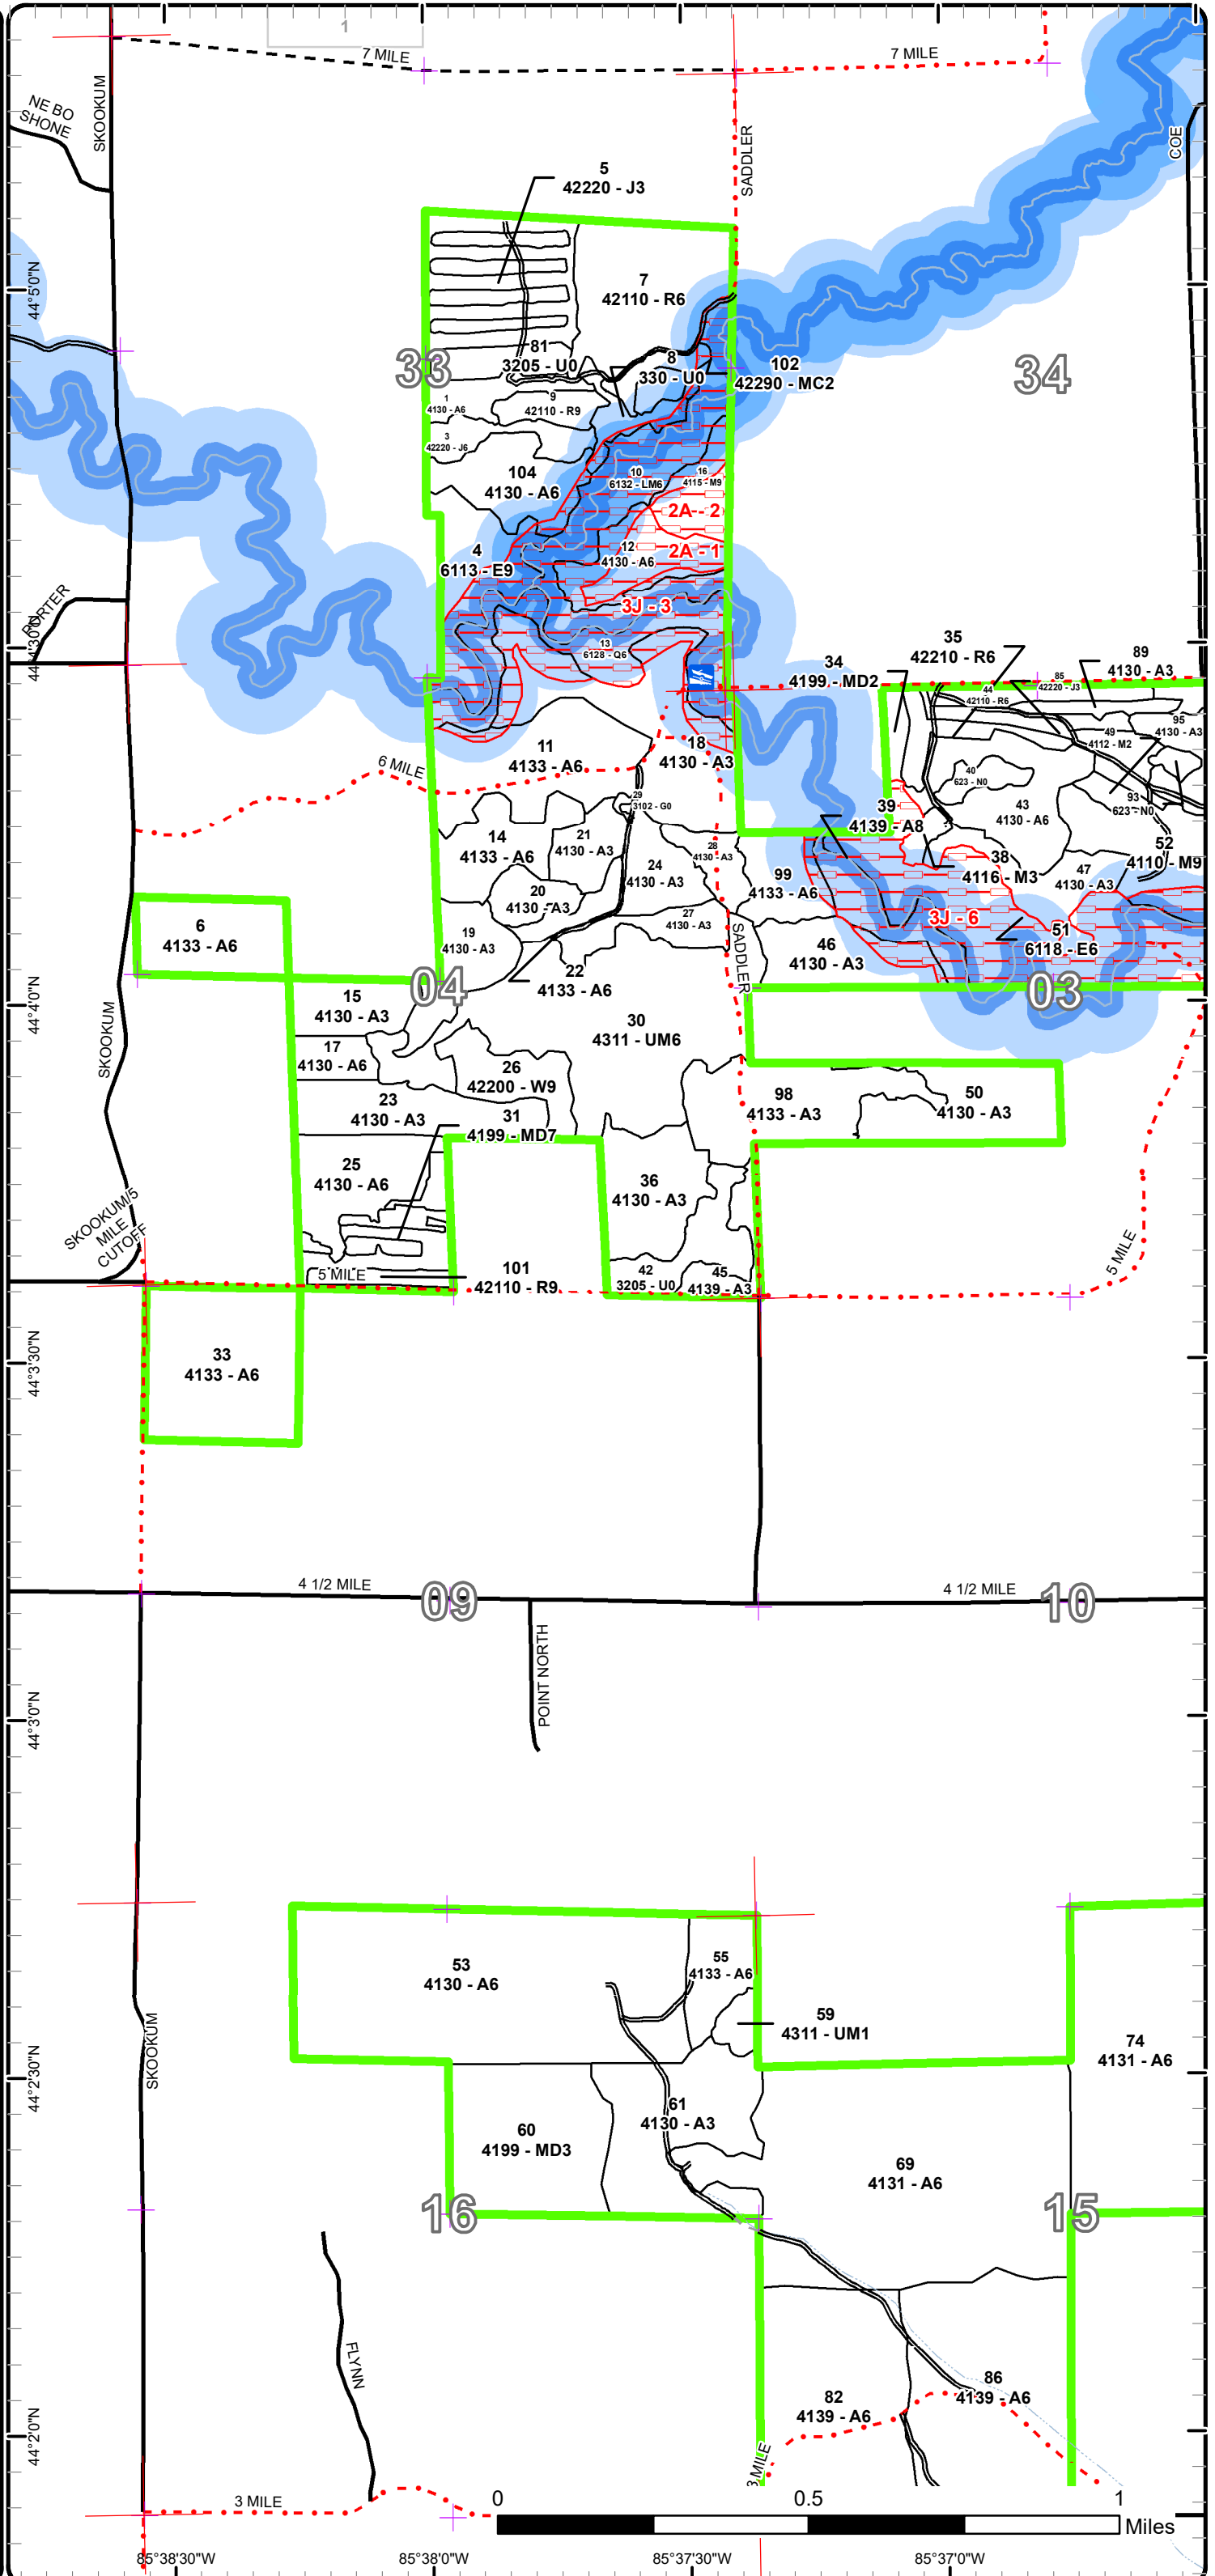 1
7 MILE
7 MILE
NE BO
SHONE
SKOOKUM
SADDLER
COE
5
42220 - J3
44°5'0"N
7
42110 - R6
33
34
81
3205 - U0
8
330 - U0
102
42290 - MC2
1
4130 - A6
9
42110 - R9
3
42220 - J6
104
4130 - A6
10
6132 - LM6
16
4115 - M9
2A - 2
2A - 1
12
4130 - A6
4
6113 - E9
3J - 3
13
6128 - Q6
PORTER
44°4'30"N
35
42210 - R6
89
4130 - A3
34
4199 - MD2
85
42220 - J3
44
42110 - R6
95
4130 - A3
49
4112 - M2
11
4133 - A6
18
4130 - A3
6 MILE
40
623 - N0
29
3102 - G0
93
623 - N0
43
4130 - A6
39
4139 - A8
14
4133 - A6
21
4130 - A3
28
4130 - A3
52
4110 - M9
38
4116 - M3
24
4130 - A3
99
4133 - A6
47
4130 - A3
20
4130 - A3
27
4130 - A3
3J - 6
6
4133 - A6
19
4130 - A3
SADDLER
46
4130 - A3
51
6118 - E6
22
4133 - A6
04
03
44°4'0"N
15
4130 - A3
30
4311 - UM6
SKOOKUM
17
4130 - A6
26
42200 - W9
23
4130 - A3
98
4133 - A3
50
4130 - A3
31
4199 - MD7
25
4130 - A6
36
4130 - A3
SKOOKUM/5
MILE
CUTOFF
5 MILE
5 MILE
101
42110 - R9
42
3205 - U0
45
4139 - A3
44°3'30"N
33
4133 - A6
4 1/2 MILE
4 1/2 MILE
09
10
POINT NORTH
44°3'0"N
53
4130 - A6
55
4133 - A6
59
4311 - UM1
SKOOKUM
74
4131 - A6
44°2'30"N
61
4130 - A3
60
4199 - MD3
69
4131 - A6
16
15
FLYNN
86
4139 - A6
82
4139 - A6
44°2'0"N
3 MILE
3 MILE
0 0.5 1
Miles
85°38'30"W 85°38'0"W 85°37'30"W 85°37'0"W